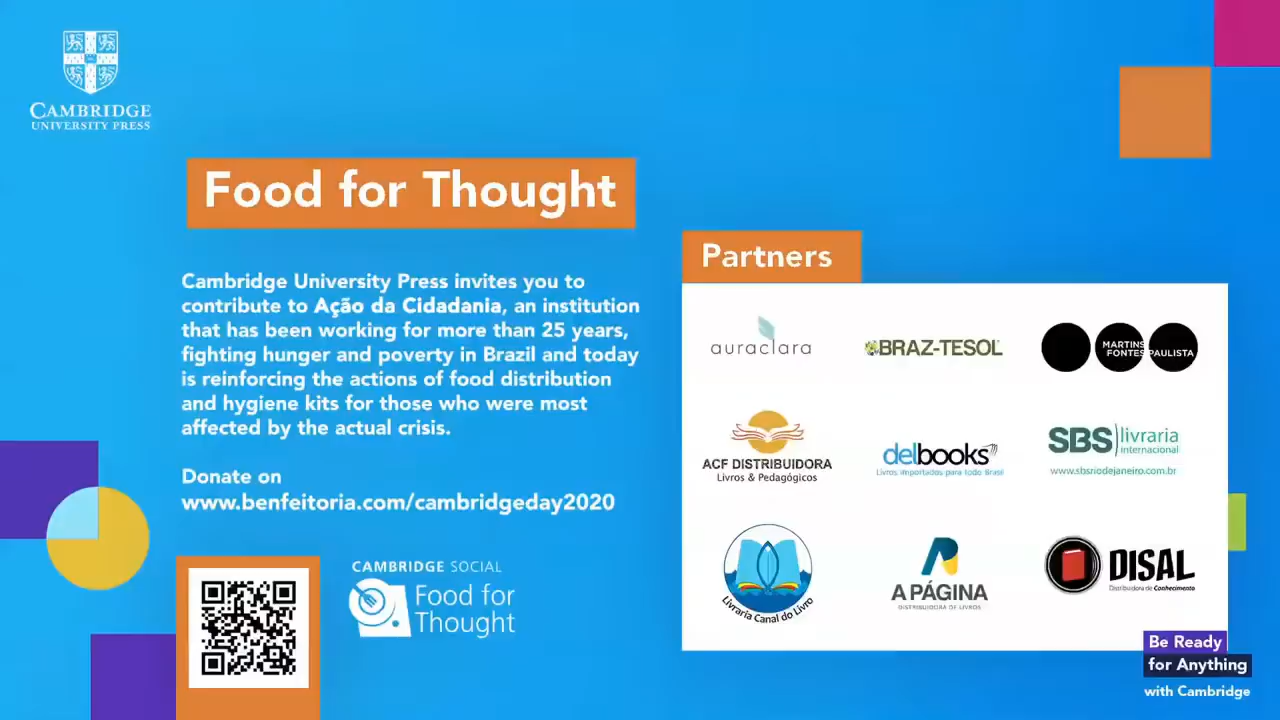 CAMBRIDGE
UNIVERSITY PRESS
Food for Thought
Cambridge University Press invites you to
contribute to Ação da Cidadania, an institution
that has been working for more than 25 years,
fighting hunger and poverty in Brazil and today
is reinforcing the actions of food distribution
and hygiene kits for those who were most
affected by the actual crisis.
Donate on
www.benfeitoria.com/cambridgeday2020
CAMBRIDGE SOCIAL
Food for
Thought
Partners
auraclara
BRAZ-TESOL
MARTINS
FONTES PAULISTA
ACF DISTRIBUIDORA
Livros & Pedagógicos
delbooks
Livros importados para todo Brasil
SBS livraria
internacional
www.sbsriodejaneiro.com.br
Livraria Canal do Livro
A PÁGINA
DISTRIBUIDORA DE LIVROS
DISAL
Distribuidora de Conhecimento
Be Ready
for Anything
with Cambridge